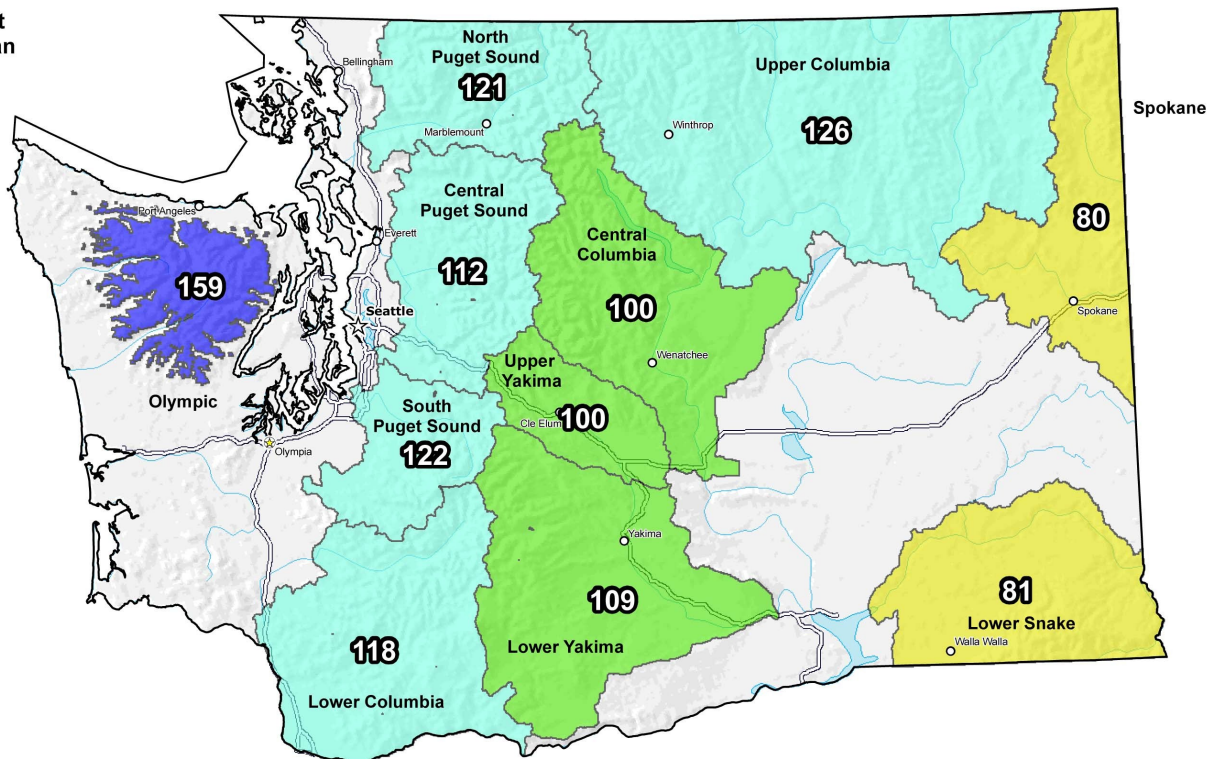 t
an
North
Puget Sound
121
Marblemount
Bellingham
Upper Columbia
126
Winthrop
Spokane
80
Spokane
Central
Puget Sound
112
Everett
Port Angeles
159
Olympic
Seattle
Central
Columbia
100
Wenatchee
Upper
Yakima
100
Cle Elum
South
Puget Sound
122
Olympia
Yakima
109
Lower Yakima
118
Lower Columbia
81
Lower Snake
Walla Walla